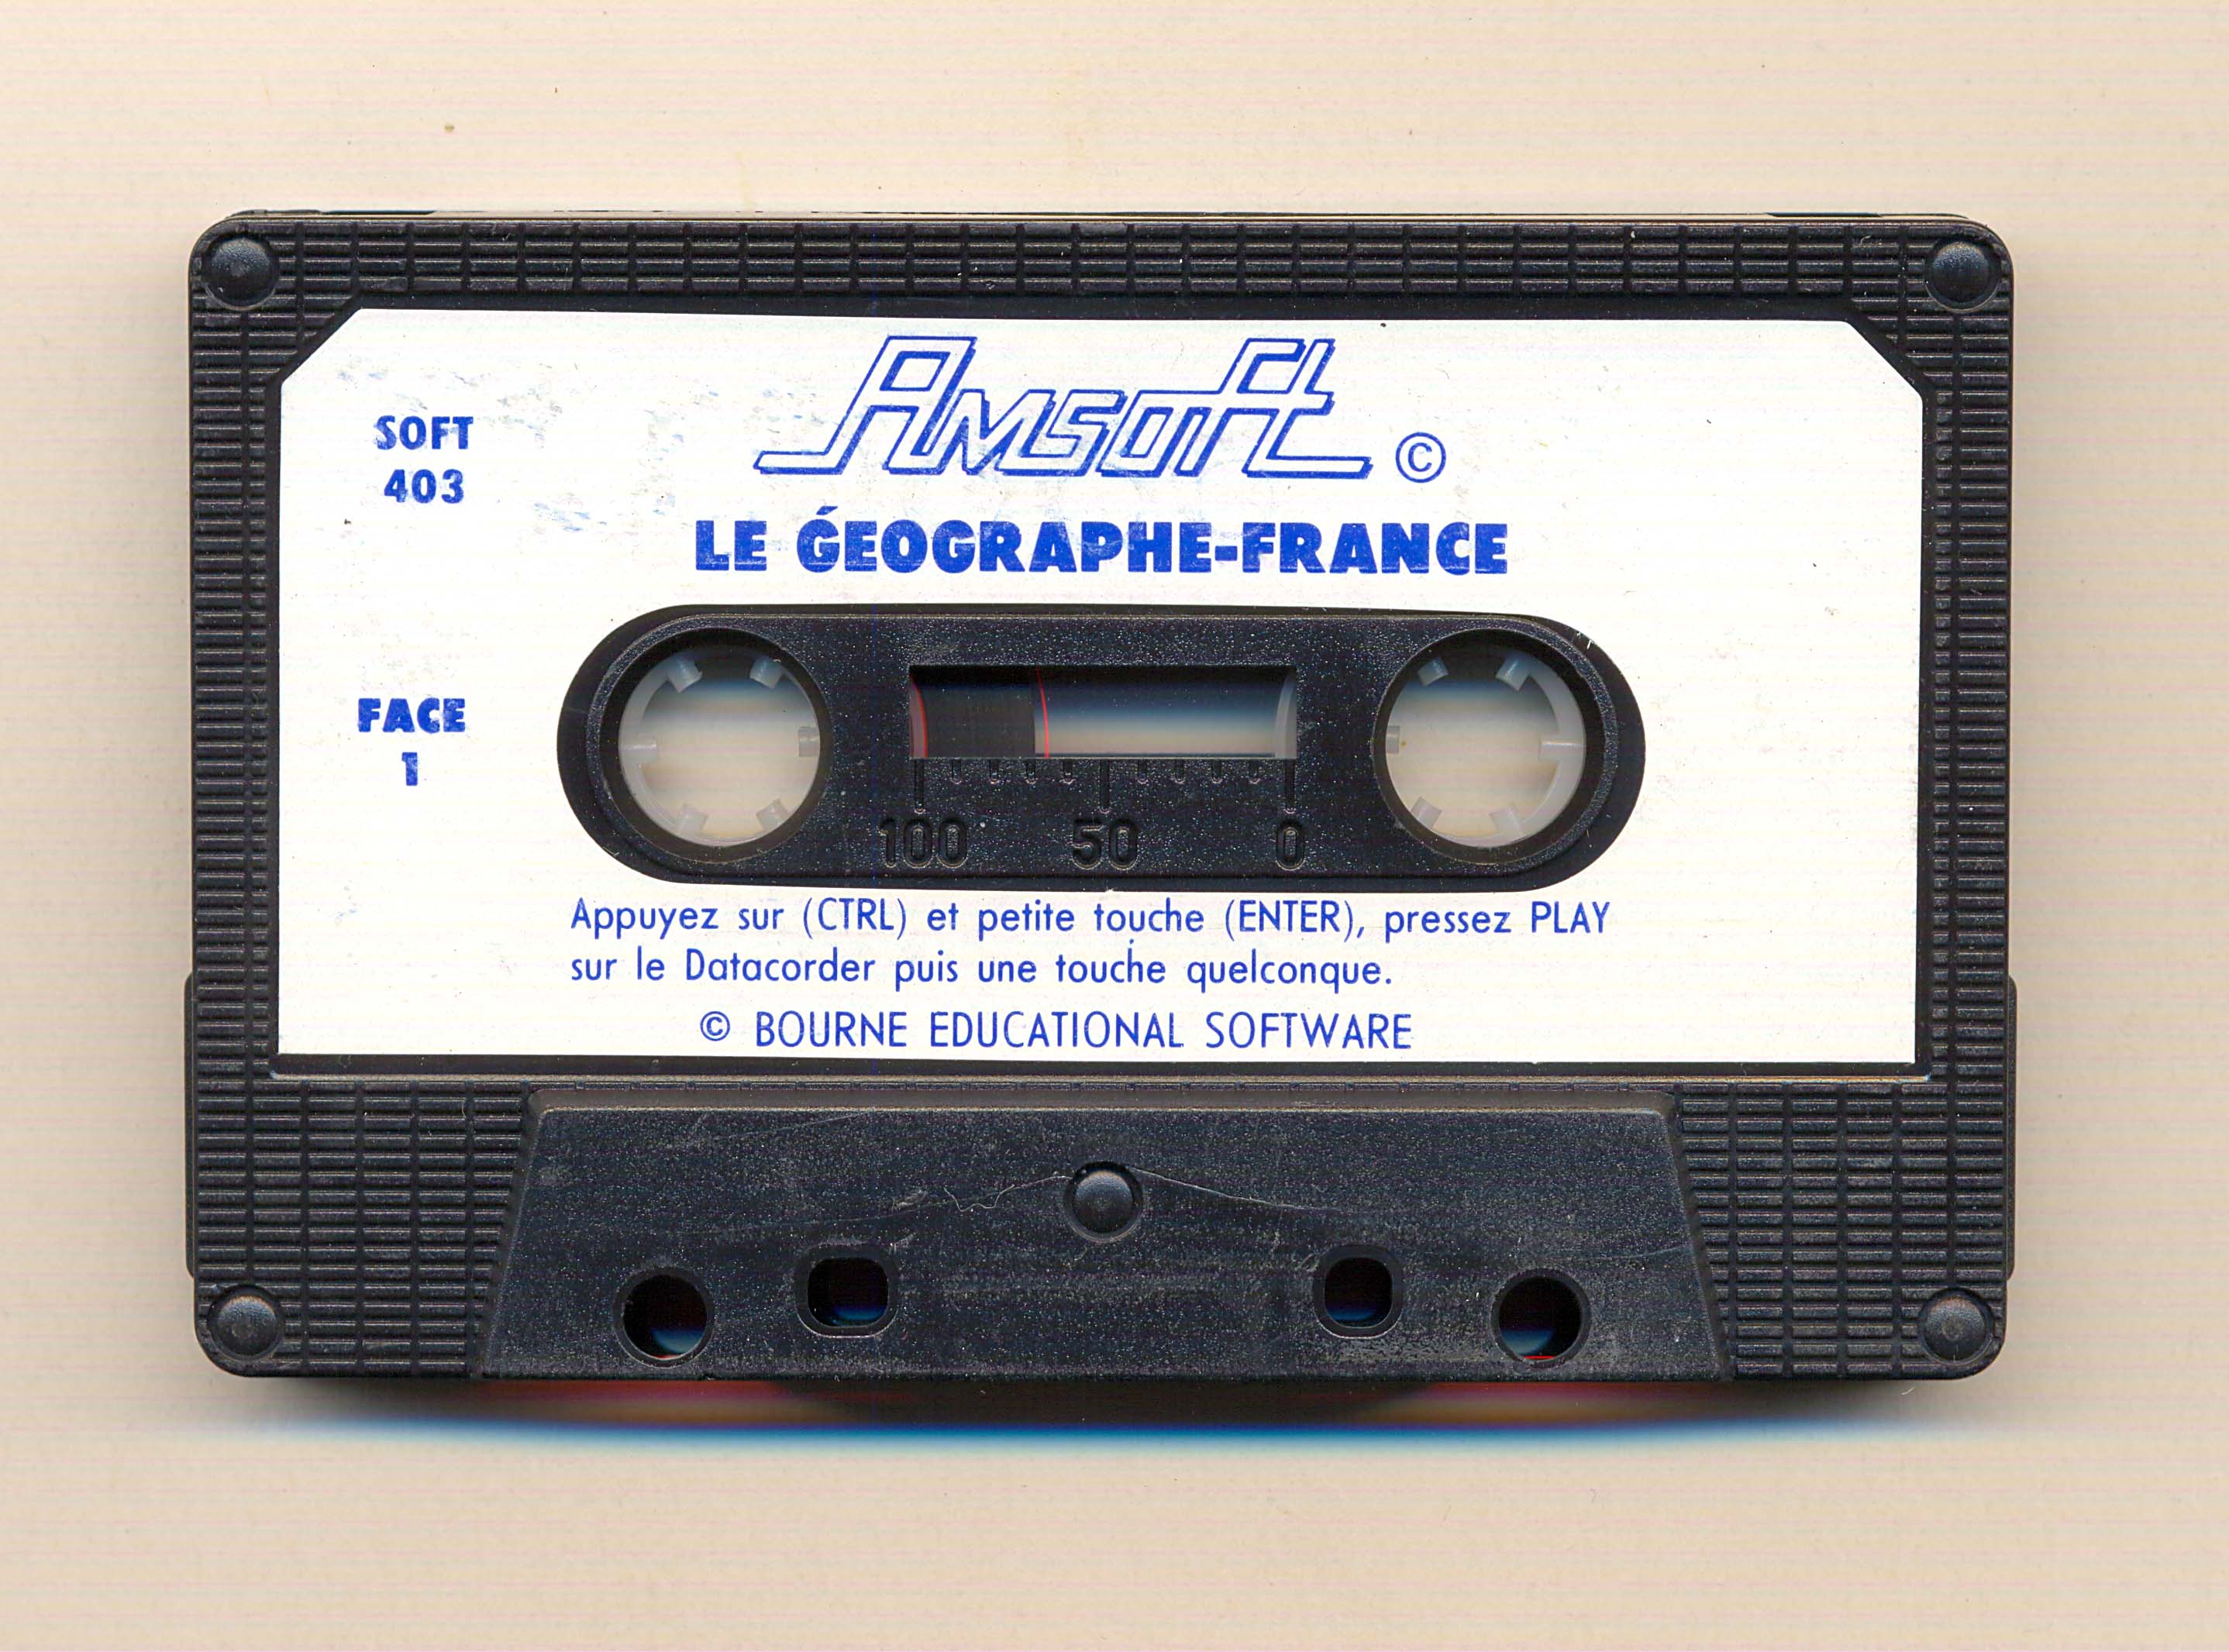 Amsoft ©
SOFT
403
LE ǴEOGRAPHE-FRANCE
FACE
1
100 50 0
Appuyez sur (CTRL) et petite touche (ENTER), pressez PLAY
sur le Datacorder puis une touche quelconque.
© BOURNE EDUCATIONAL SOFTWARE